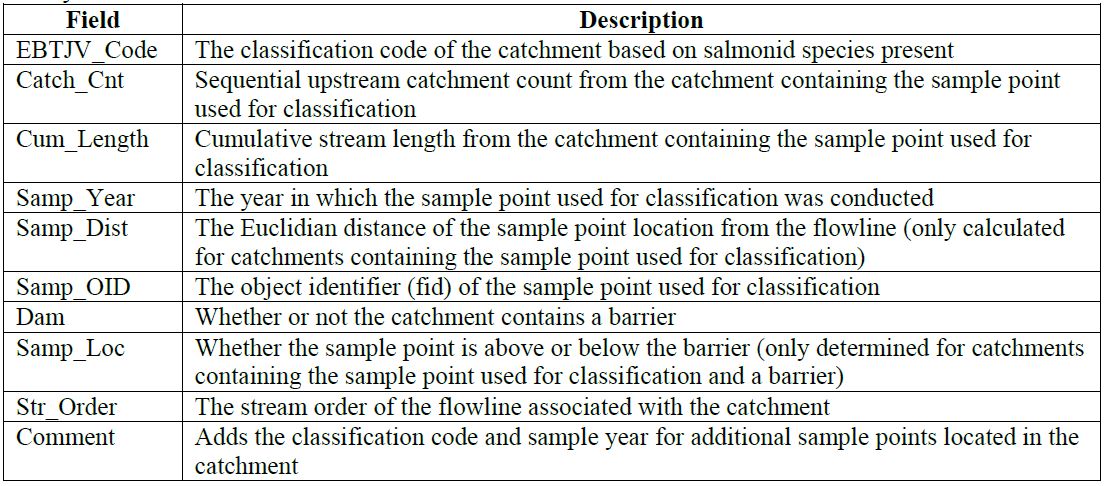 Field Description
EBTJV_Code The classification code of the catchment based on salmonid species present
Catch_Cnt Sequential upstream catchment count from the catchment containing the sample point
used for classification
Cum_Length Cumulative stream length from the catchment containing the sample point used for
classification
Samp_Year The year in which the sample point used for classification was conducted
Samp_Dist The Euclidian distance of the sample point location from the flowline (only calculated
for catchments containing the sample point used for classification)
Samp_OID The object identifier (fid) of the sample point used for classification
Dam Whether or not the catchment contains a barrier
Samp_Loc Whether the sample point is above or below the barrier (only determined for catchments
containing the sample point used for classification and a barrier)
Str_Order The stream order of the flowline associated with the catchment
Comment Adds the classification code and sample year for additional sample points located in the
catchment